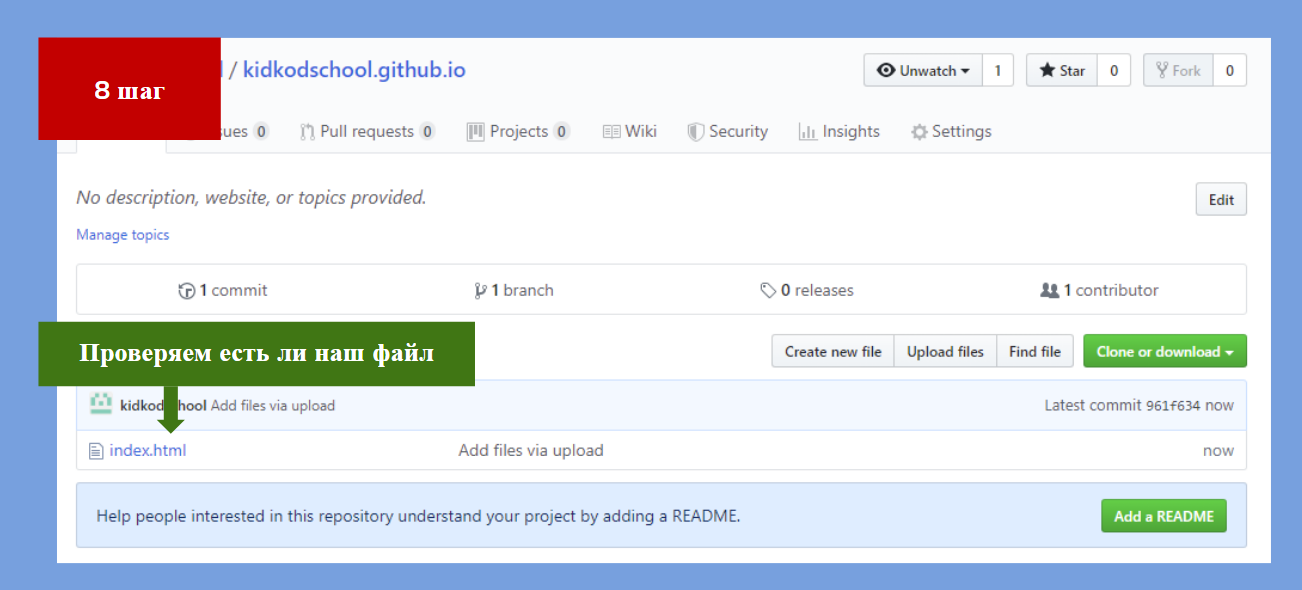 8 шаг
/ kidkodschool.github.io
Unwatch 1 Star 0 Fork 0
sues 0 Pull requests 0 Projects 0 Wiki Security Insights Settings
No description, website, or topics provided.
Edit
Manage topics
1 commit 1 branch 0 releases 1 contributor
Проверяем есть ли наш файл
Create new file Upload files Find file Clone or download
kidkod hool Add files via upload Latest commit 961f634 now
index.html Add files via upload now
Help people interested in this repository understand your project by adding a README. Add a README